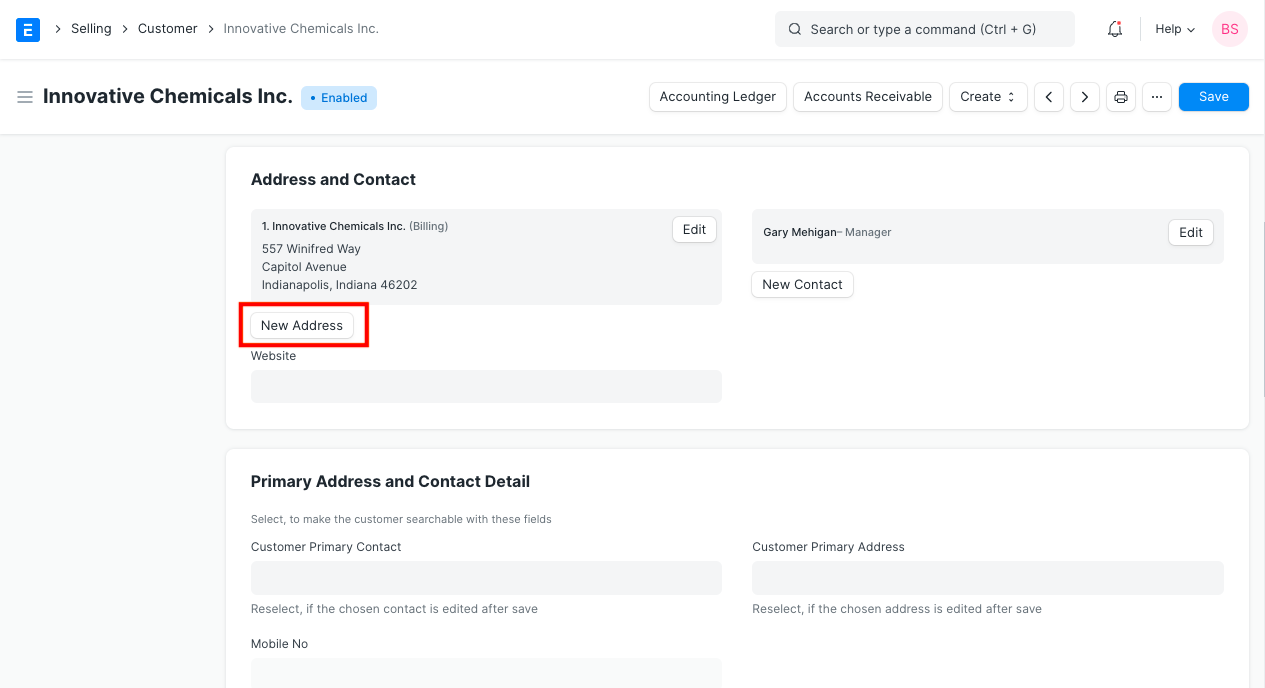 E > Selling > Customer > Innovative Chemicals Inc.
Search or type a command (Ctrl + G)
Help
BS
Innovative Chemicals Inc.
• Enabled
Accounting Ledger
Accounts Receivable
Create
···
Save
Address and Contact
1. Innovative Chemicals Inc. (Billing)
Edit
557 Winifred Way
Capitol Avenue
Indianapolis, Indiana 46202
New Address
Gary Mehigan– Manager
Edit
New Contact
Website
Primary Address and Contact Detail
Select, to make the customer searchable with these fields
Customer Primary Contact
Reselect, if the chosen contact is edited after save
Customer Primary Address
Reselect, if the chosen address is edited after save
Mobile No